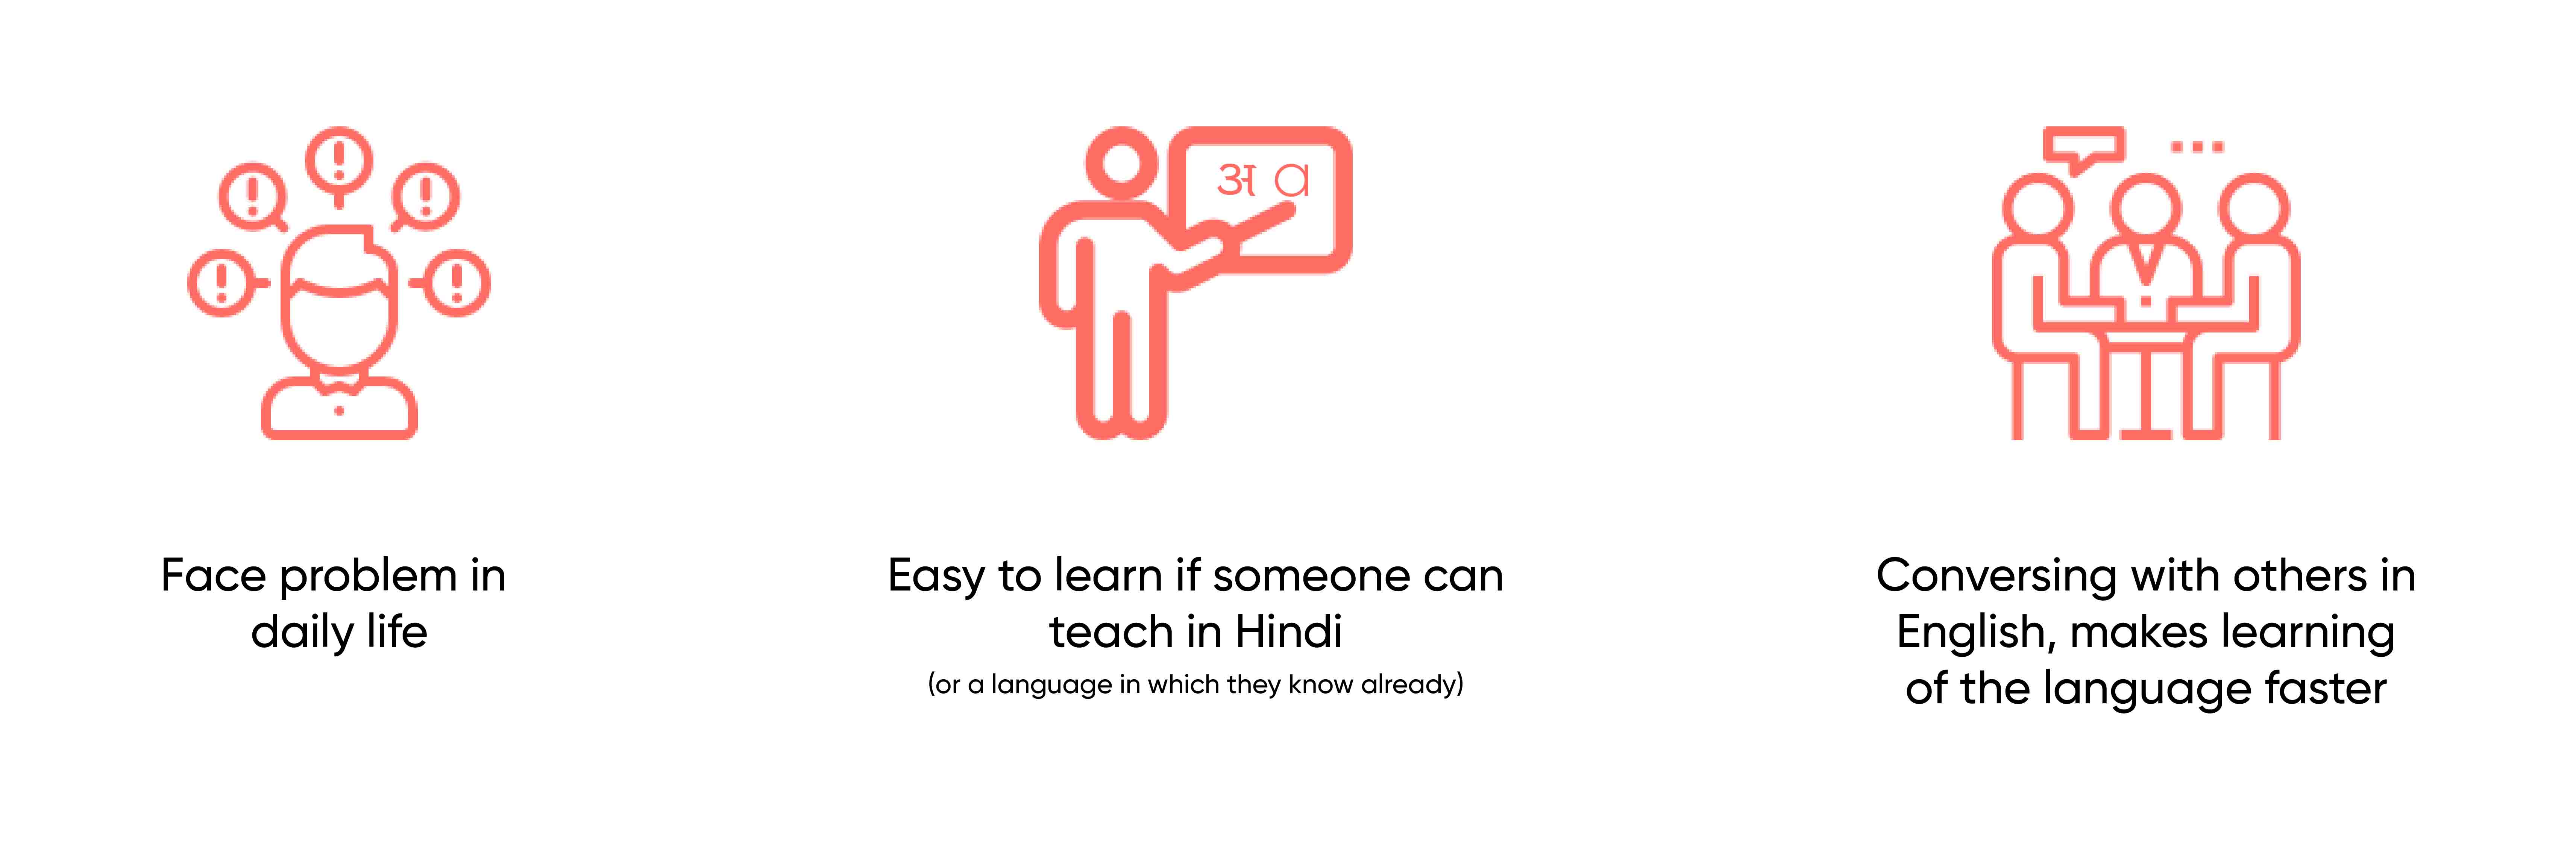 अ a
Face problem in
daily life
Easy to learn if someone can
teach in Hindi
(or a language in which they know already)
Conversing with others in
English, makes learning
of the language faster